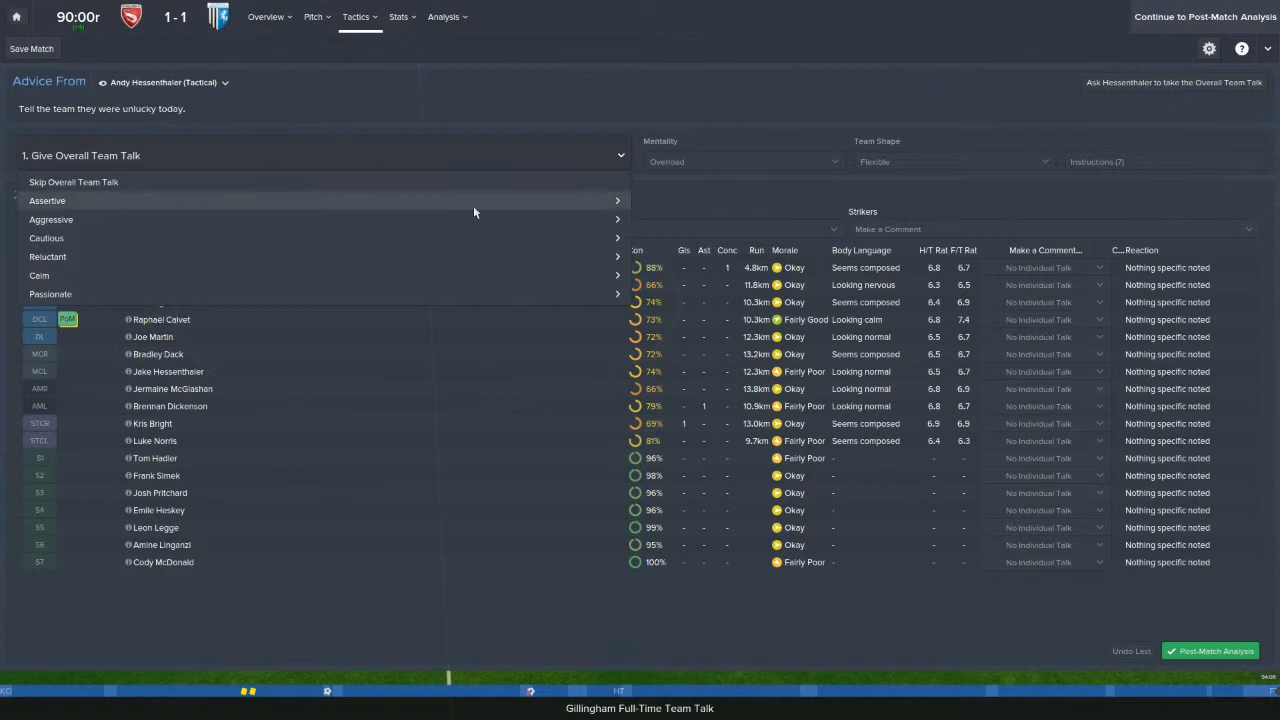 90:00r
(+4)
1 - 1
Overview
Pitch
Tactics
Stats
Analysis
Continue to Post-Match Analysis
Save Match
?
Advice From
Andy Hessenthaler (Tactical)
Ask Hessenthaler to take the Overall Team Talk
Tell the team they were unlucky today.
1. Give Overall Team Talk
Mentality
Team Shape
Overload
Flexible
Instructions (7)
Skip Overall Team Talk
Assertive
Aggressive
Cautious
Reluctant
Calm
Passionate
Strikers
Make a Comment
Con Gls Ast Conc Run Morale Body Language H/T Rat F/T Rat Make a Comment... C... Reaction
88% - - 1 4.8km Okay Seems composed 6.8 6.7 No Individual Talk Nothing specific noted
66% - - - 11.8km Okay Looking nervous 6.3 6.5 No Individual Talk Nothing specific noted
74% - - - 10.3km Okay Seems composed 6.4 6.9 No Individual Talk Nothing specific noted
DCL PoM Raphaël Calvet 73% - - - 10.3km Fairly Good Looking calm 6.8 7.4 No Individual Talk Nothing specific noted
DL Joe Martin 72% - - - 12.3km Okay Looking normal 6.5 6.7 No Individual Talk Nothing specific noted
MCR Bradley Dack 72% - - - 13.2km Okay Seems composed 6.5 6.7 No Individual Talk Nothing specific noted
MCL Jake Hessenthaler 74% - - - 12.3km Fairly Poor Looking normal 6.5 6.7 No Individual Talk Nothing specific noted
AMR Jermaine McGlashan 66% - - - 13.8km Okay Looking normal 6.8 6.9 No Individual Talk Nothing specific noted
AML Brennan Dickenson 79% - 1 - 10.9km Fairly Poor Looking normal 6.8 6.7 No Individual Talk Nothing specific noted
STCR Kris Bright 69% 1 - - 13.0km Okay Seems composed 6.9 6.9 No Individual Talk Nothing specific noted
STCL Luke Norris 81% - - - 9.7km Fairly Poor Seems composed 6.4 6.3 No Individual Talk Nothing specific noted
S1 Tom Hadler 96% - - - Fairly Poor - - - No Individual Talk Nothing specific noted
S2 Frank Simek 98% - - - Okay - - - No Individual Talk Nothing specific noted
S3 Josh Pritchard 96% - - - Okay - - - No Individual Talk Nothing specific noted
S4 Emile Heskey 96% - - - Okay - - - No Individual Talk Nothing specific noted
S5 Leon Legge 99% - - - Okay - - - No Individual Talk Nothing specific noted
S6 Amine Linganzi 95% - - - Okay - - - No Individual Talk Nothing specific noted
S7 Cody McDonald 100% - - - Fairly Poor - - - No Individual Talk Nothing specific noted
Undo Last
Post-Match Analysis
KO
HT
Gillingham Full-Time Team Talk